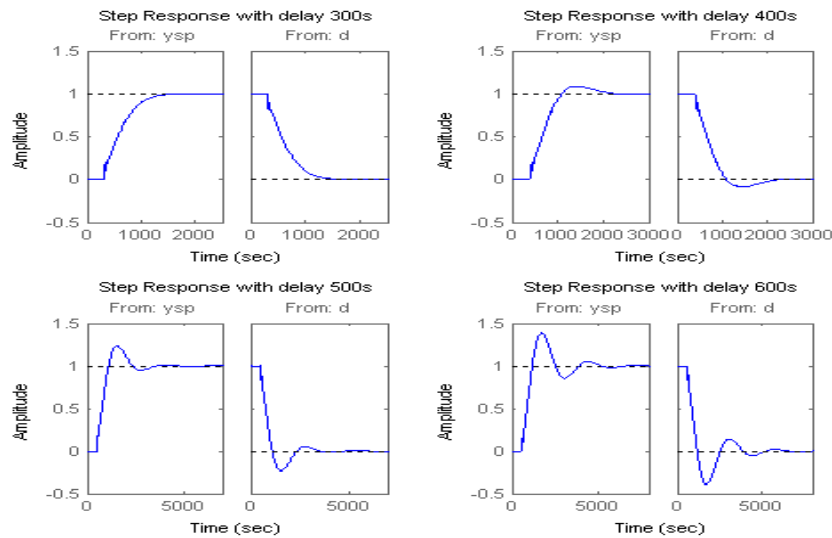 Step Response with delay 300s
From: ysp From: d
1.5
1
0.5
0
-0.5
Amplitude
0 1000 2000 0 1000 2000
Time (sec)
Step Response with delay 400s
From: ysp From: d
1.5
1
0.5
0
-0.5
Amplitude
0 1000 2000 3000 0 1000 2000 3000
Time (sec)
Step Response with delay 500s
From: ysp From: d
1.5
1
0.5
0
-0.5
Amplitude
0 5000 0 5000
Time (sec)
Step Response with delay 600s
From: ysp From: d
1.5
1
0.5
0
-0.5
Amplitude
0 5000 0 5000
Time (sec)